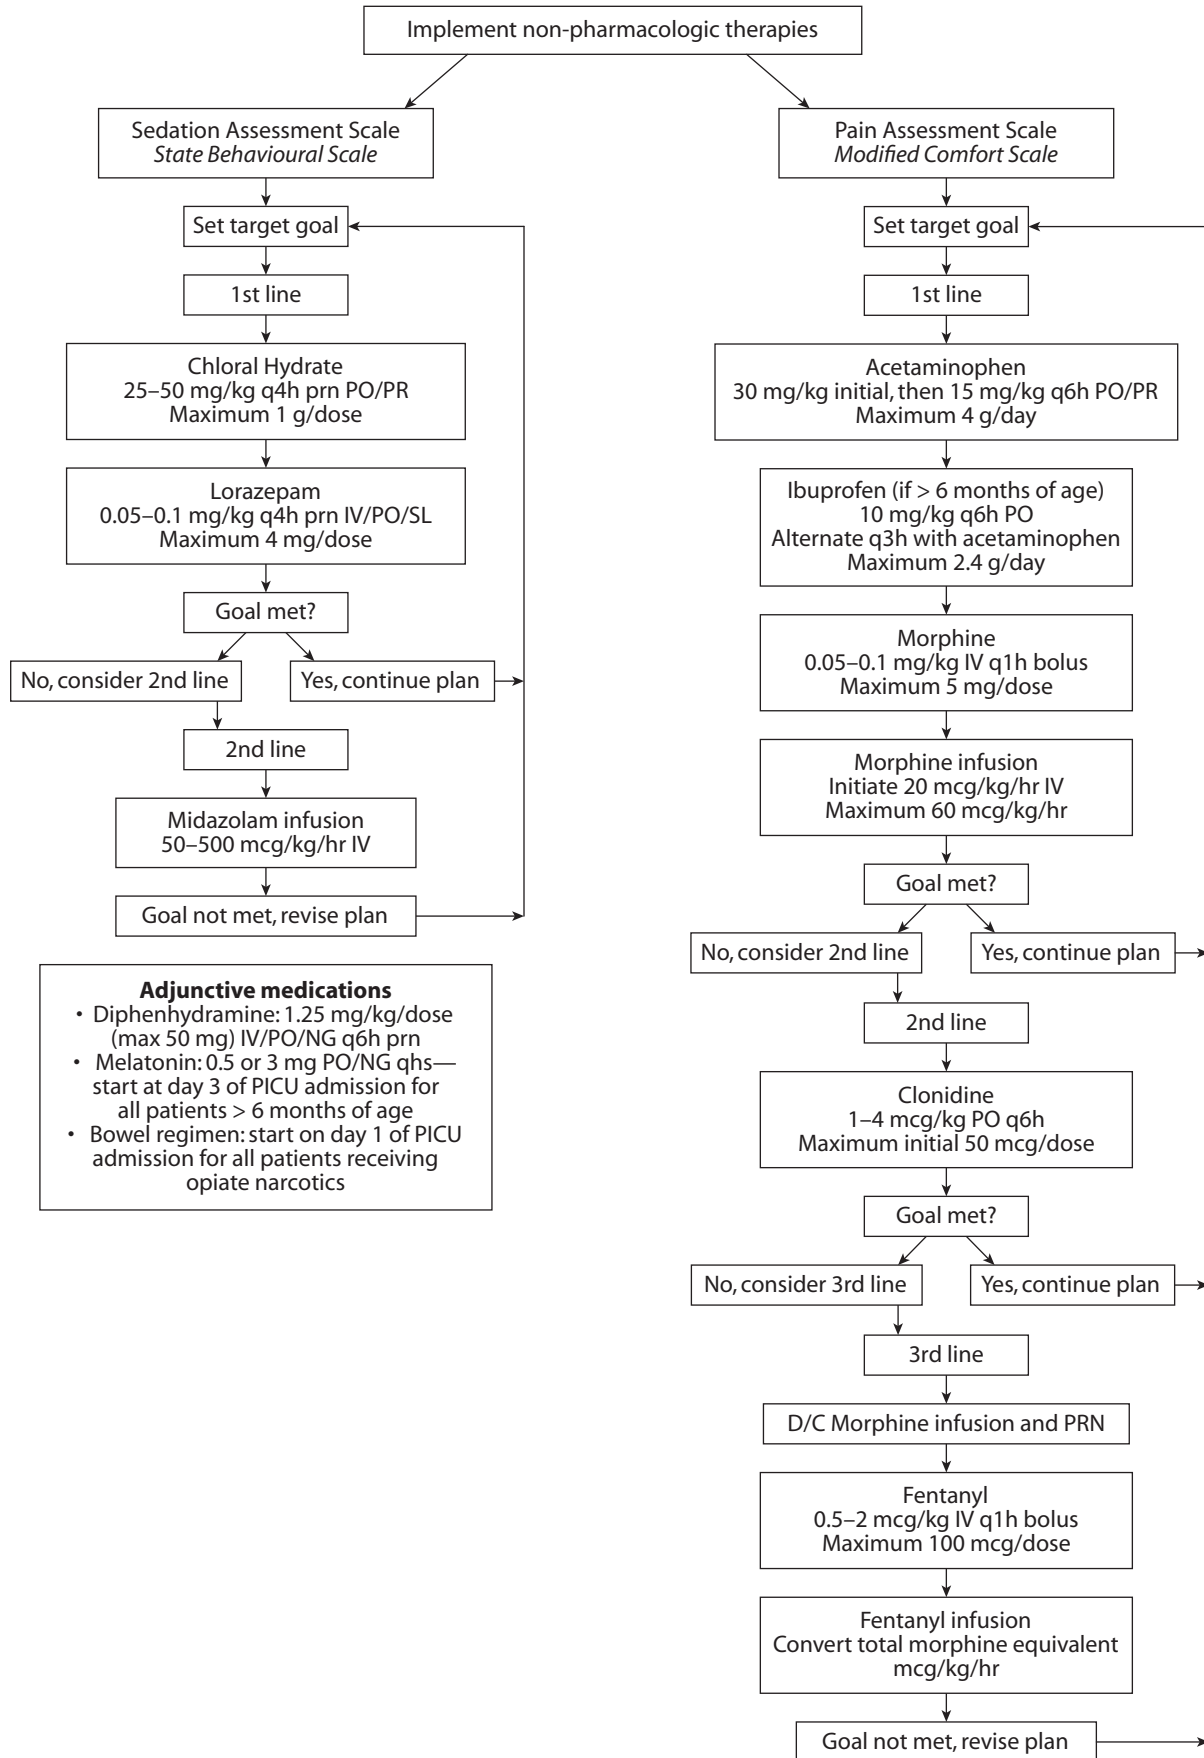 Implement non-pharmacologic therapies
Sedation Assessment Scale
State Behavioural Scale
Set target goal
1st line
Chloral Hydrate
25–50 mg/kg q4h prn PO/PR
Maximum 1 g/dose
Lorazepam
0.05–0.1 mg/kg q4h prn IV/PO/SL
Maximum 4 mg/dose
Goal met?
No, consider 2nd line
Yes, continue plan
2nd line
Midazolam infusion
50–500 mcg/kg/hr IV
Goal not met, revise plan
Adjunctive medications
• Diphenhydramine: 1.25 mg/kg/dose
(max 50 mg) IV/PO/NG q6h prn
• Melatonin: 0.5 or 3 mg PO/NG qhs—
start at day 3 of PICU admission for
all patients > 6 months of age
• Bowel regimen: start on day 1 of PICU
admission for all patients receiving
opiate narcotics
Pain Assessment Scale
Modified Comfort Scale
Set target goal
1st line
Acetaminophen
30 mg/kg initial, then 15 mg/kg q6h PO/PR
Maximum 4 g/day
Ibuprofen (if > 6 months of age)
10 mg/kg q6h PO
Alternate q3h with acetaminophen
Maximum 2.4 g/day
Morphine
0.05–0.1 mg/kg IV q1h bolus
Maximum 5 mg/dose
Morphine infusion
Initiate 20 mcg/kg/hr IV
Maximum 60 mcg/kg/hr
Goal met?
No, consider 2nd line
Yes, continue plan
2nd line
Clonidine
1–4 mcg/kg PO q6h
Maximum initial 50 mcg/dose
Goal met?
No, consider 3rd line
Yes, continue plan
3rd line
D/C Morphine infusion and PRN
Fentanyl
0.5–2 mcg/kg IV q1h bolus
Maximum 100 mcg/dose
Fentanyl infusion
Convert total morphine equivalent
mcg/kg/hr
Goal not met, revise plan